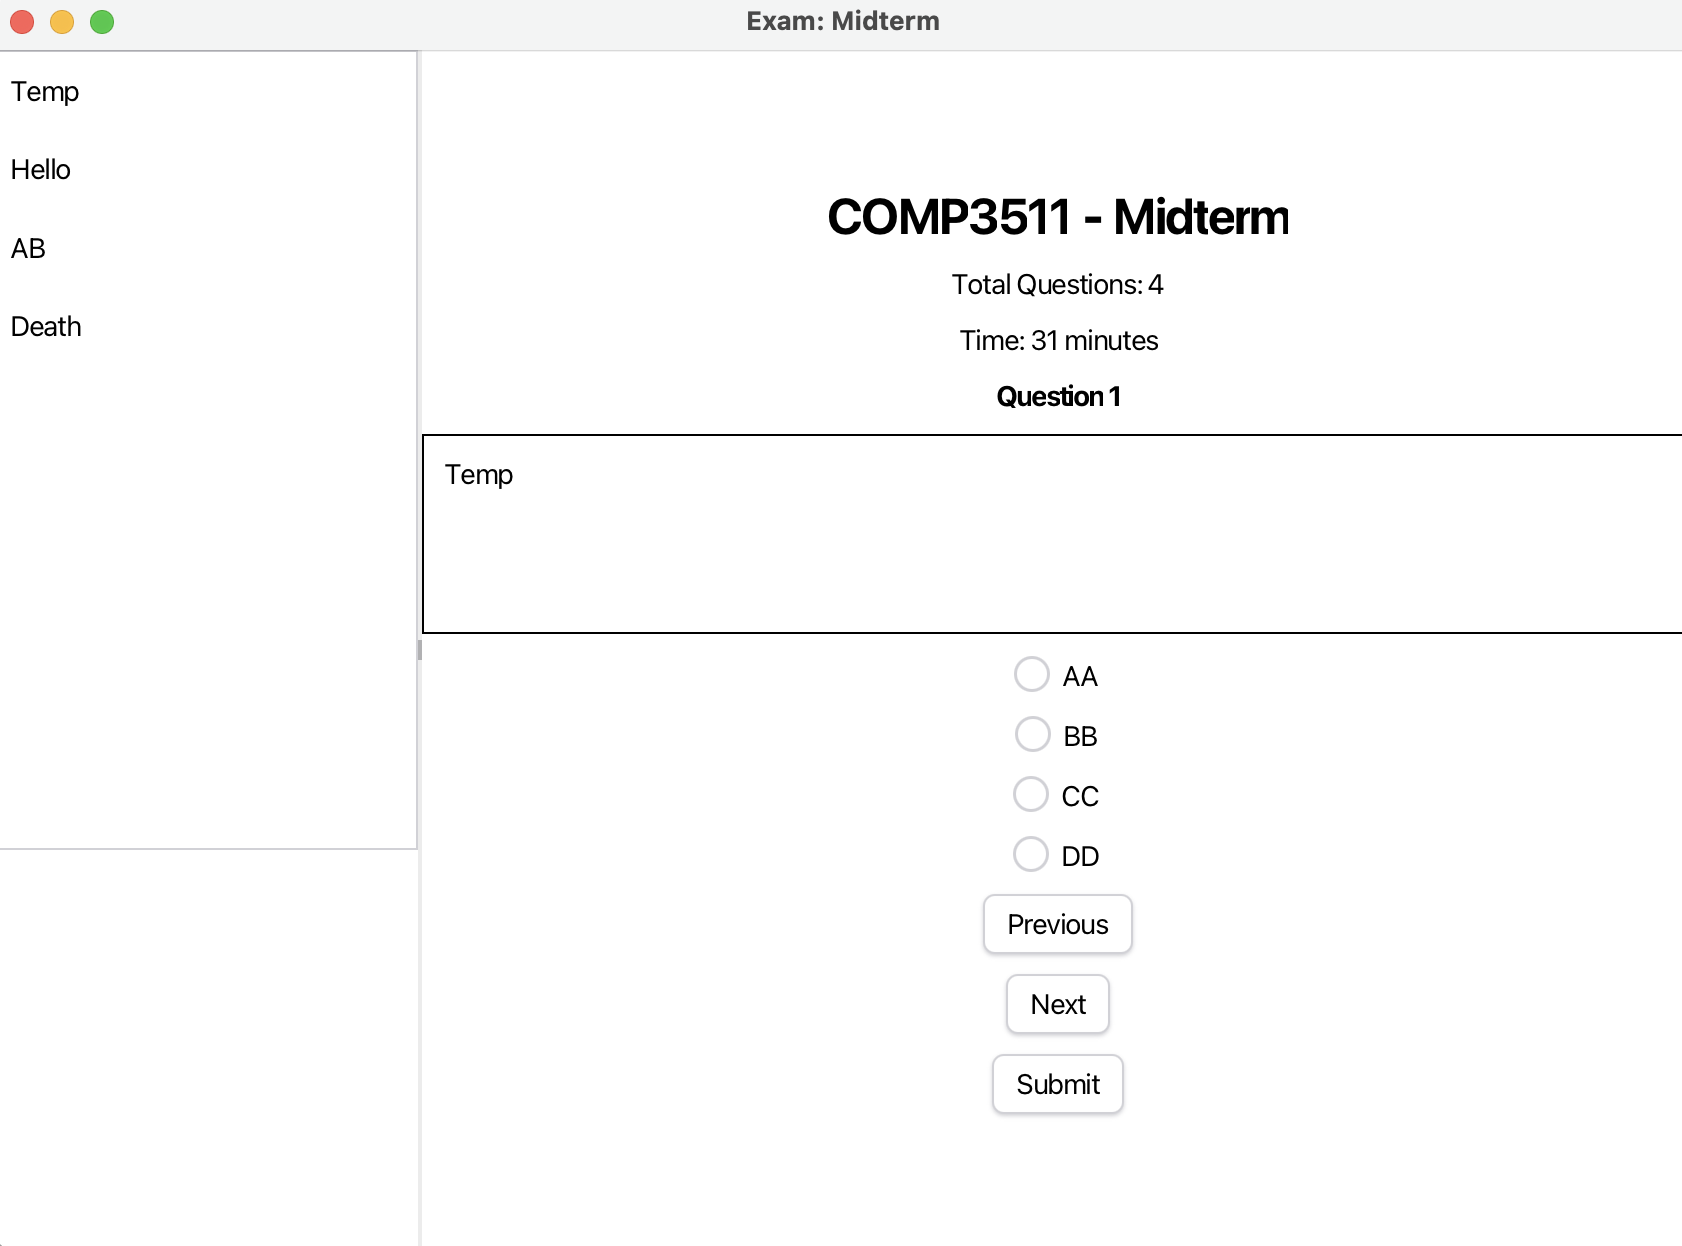 Exam: Midterm
Temp
Hello
AB
Death
COMP3511 - Midterm
Total Questions: 4
Time: 31 minutes
Question 1
Temp
AA
BB
CC
DD
Previous
Next
Submit